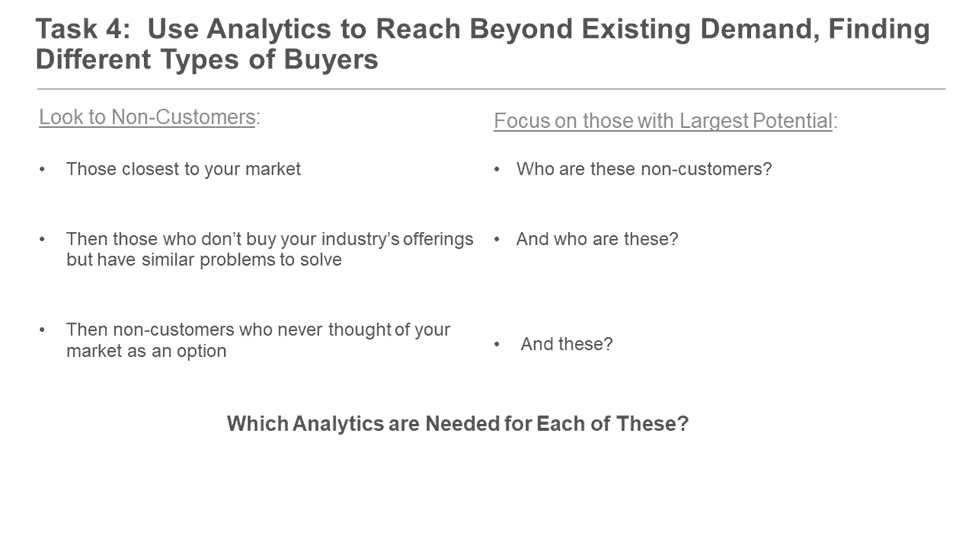 Task 4:  Use Analytics to Reach Beyond Existing Demand, Finding
Different Types of Buyers
Look to Non-Customers:
• Those closest to your market
• Then those who don’t buy your industry’s offerings
but have similar problems to solve
• Then non-customers who never thought of your
market as an option
Focus on those with Largest Potential:
• Who are these non-customers?
• And who are these?
• And these?
Which Analytics are Needed for Each of These?